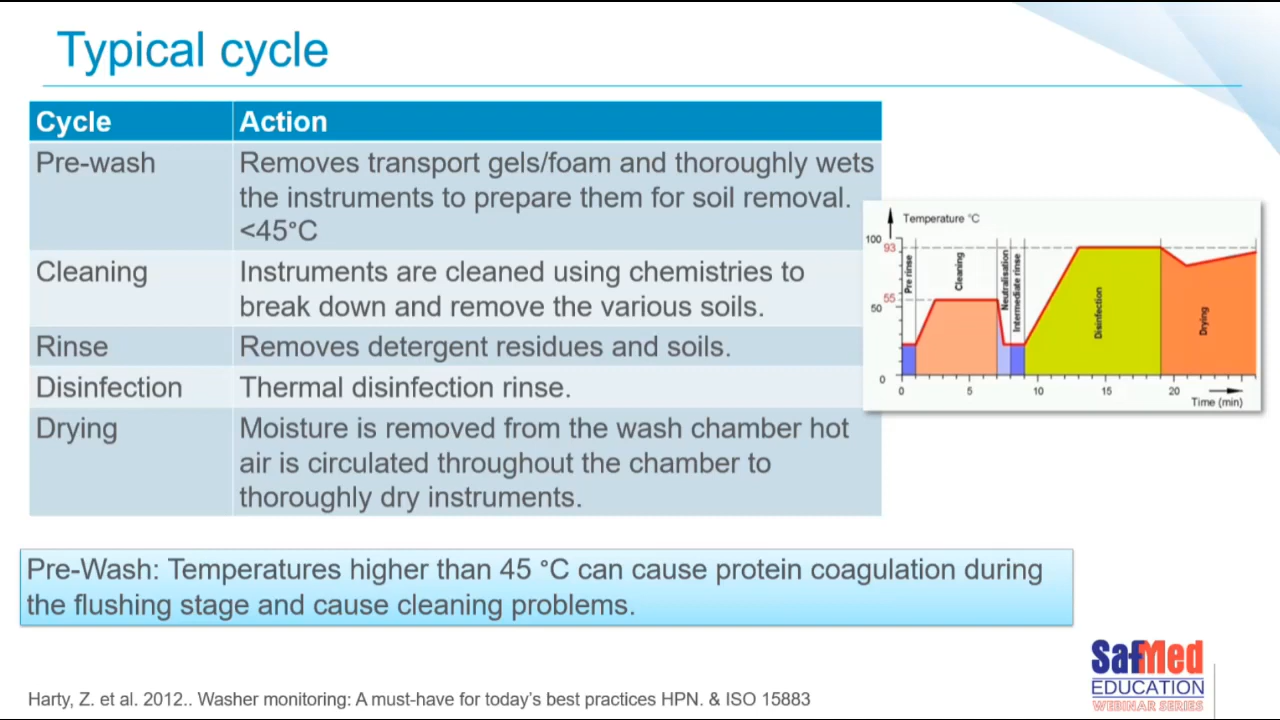 Typical cycle
Cycle Action
Pre-wash Removes transport gels/foam and thoroughly wets
the instruments to prepare them for soil removal.
<45°C
Cleaning Instruments are cleaned using chemistries to
break down and remove the various soils.
Rinse Removes detergent residues and soils.
Disinfection Thermal disinfection rinse.
Drying Moisture is removed from the wash chamber hot
air is circulated throughout the chamber to
thoroughly dry instruments.
Temperature °C
100
93
55
50
0
Pre rinse
Cleaning
Neutralisation
Intermediate rinse
Disinfection
Drying
0 5 10 15 20
Time (min)
Pre-Wash: Temperatures higher than 45 °C can cause protein coagulation during
the flushing stage and cause cleaning problems.
SafMed
EDUCATION
WEBINAR SERIES
Harty, Z. et al. 2012.. Washer monitoring: A must-have for today's best practices HPN. & ISO 15883